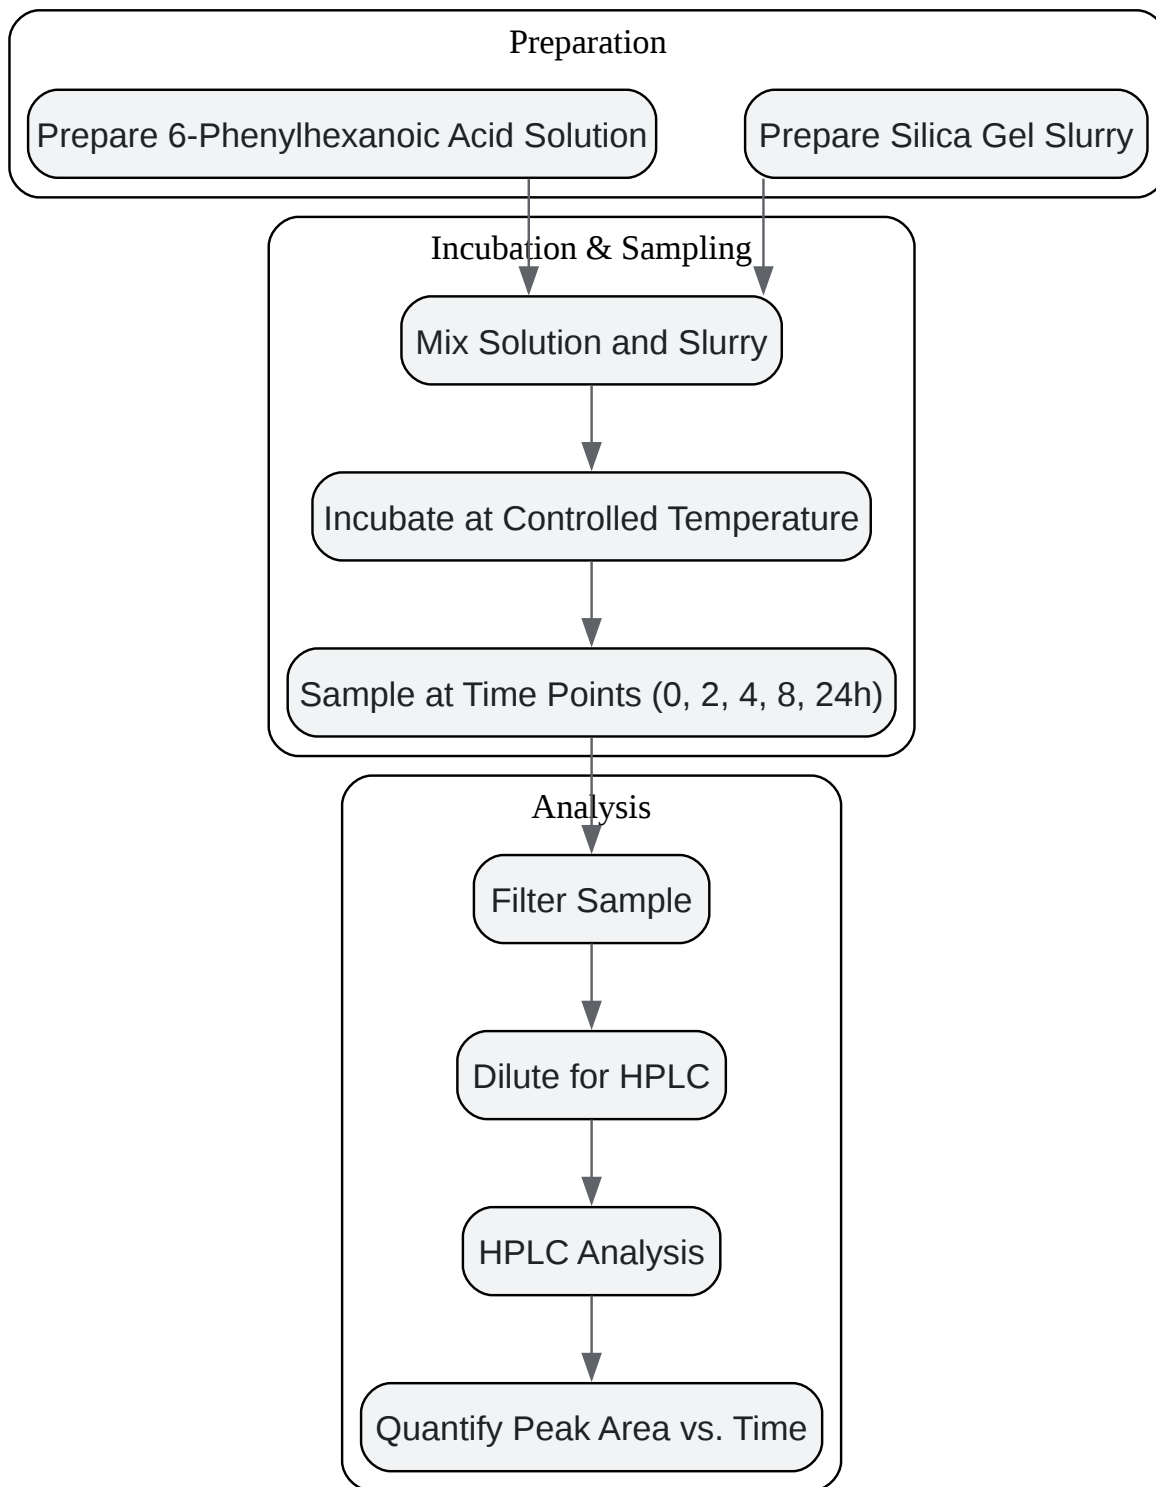 Preparation
Prepare 6-Phenylhexanoic Acid Solution
Prepare Silica Gel Slurry
Incubation & Sampling
Mix Solution and Slurry
Incubate at Controlled Temperature
Sample at Time Points (0, 2, 4, 8, 24h)
Analysis
Filter Sample
Dilute for HPLC
HPLC Analysis
Quantify Peak Area vs. Time